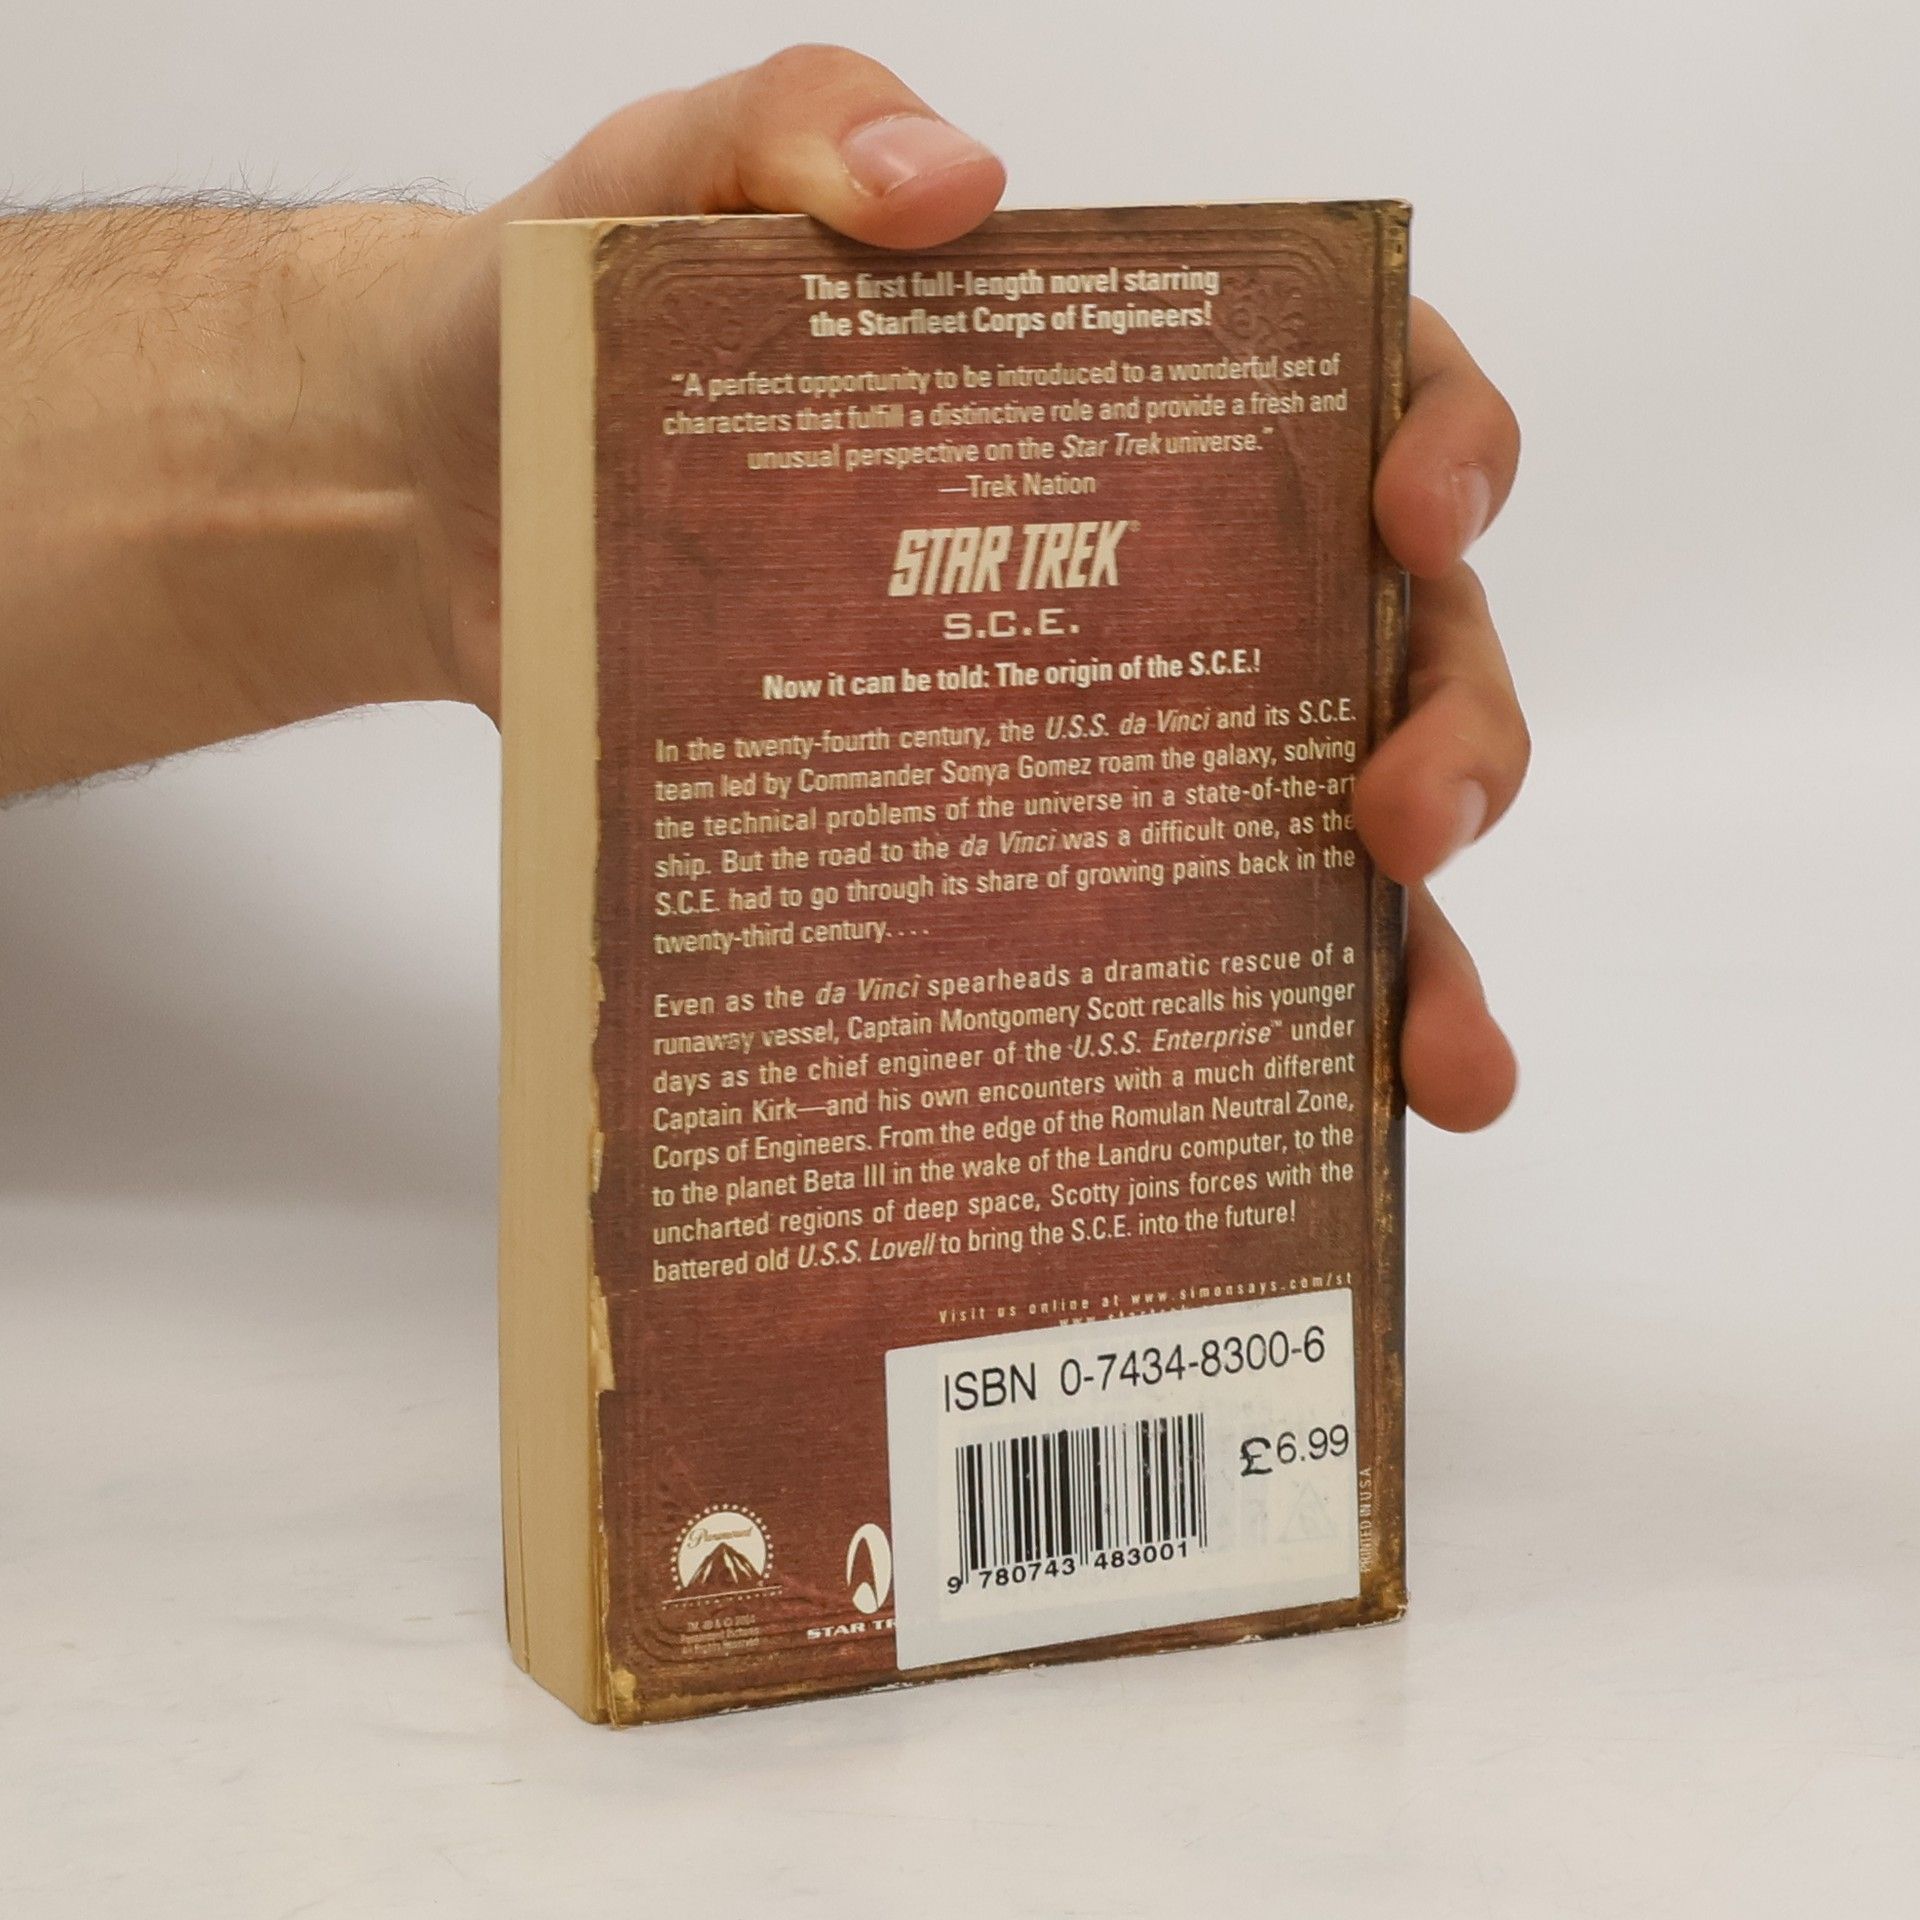 The first full-length novel starring
the Starfleet Corps of Engineers!
"A perfect opportunity to be introduced to a wonderful set of
characters that fulfill a distinctive role and provide a fresh and
unusual perspective on the Star Trek universe."
—Trek Nation
STAR TREK®
S.C.E.
Now it can be told: The origin of the S.C.E.!
In the twenty-fourth century, the U.S.S. da Vinci and its S.C.E.
team led by Commander Sonya Gomez roam the galaxy, solving
the technical problems of the universe in a state-of-the-art
ship. But the road to the da Vinci was a difficult one, as the
S.C.E. had to go through its share of growing pains back in the
twenty-third century. . . .
Even as the da Vinci spearheads a dramatic rescue of a
runaway vessel, Captain Montgomery Scott recalls his younger
days as the chief engineer of the U.S.S. Enterprise™ under
Captain Kirk—and his own encounters with a much different
Corps of Engineers. From the edge of the Romulan Neutral Zone,
to the planet Beta III in the wake of the Landru computer, to the
uncharted regions of deep space, Scotty joins forces with the
battered old U.S.S. Lovell to bring the S.C.E. into the future!
Visit us online at www.simonsays.com/st
ISBN 0-7434-8300-6
£6.99
9 780743 483001
PRINTED IN U.S.A.
Paramount
All Rights Reserved
STAR TR